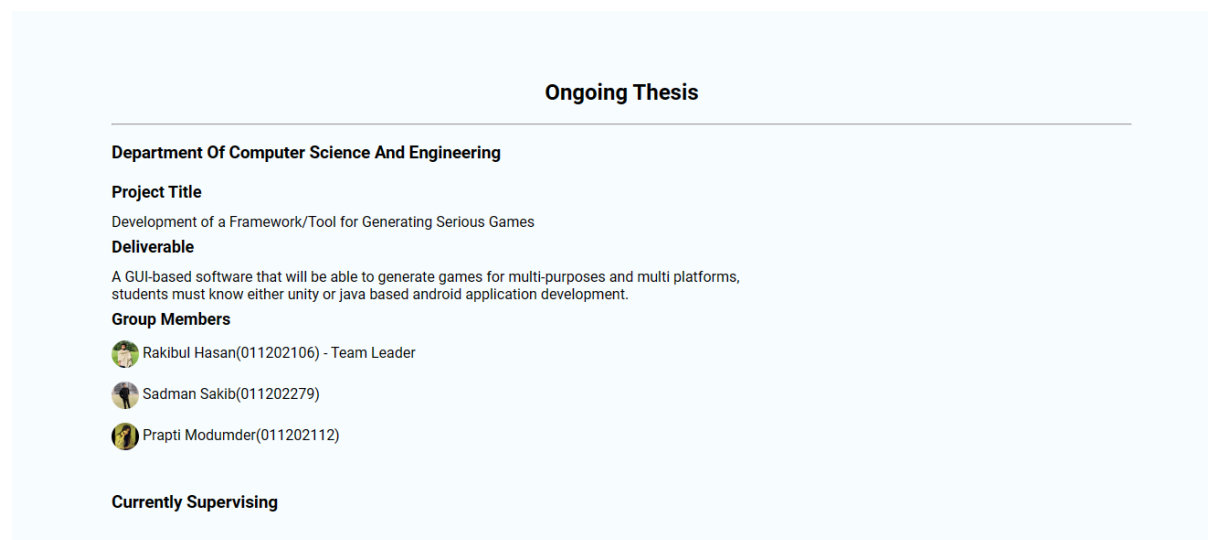 Ongoing Thesis
Department Of Computer Science And Engineering
Project Title
Development of a Framework/Tool for Generating Serious Games
Deliverable
A GUI-based software that will be able to generate games for multi-purposes and multi platforms,
students must know either unity or java based android application development.
Group Members
Rakibul Hasan(011202106) - Team Leader
Sadman Sakib(011202279)
Prapti Modumder(011202112)
Currently Supervising